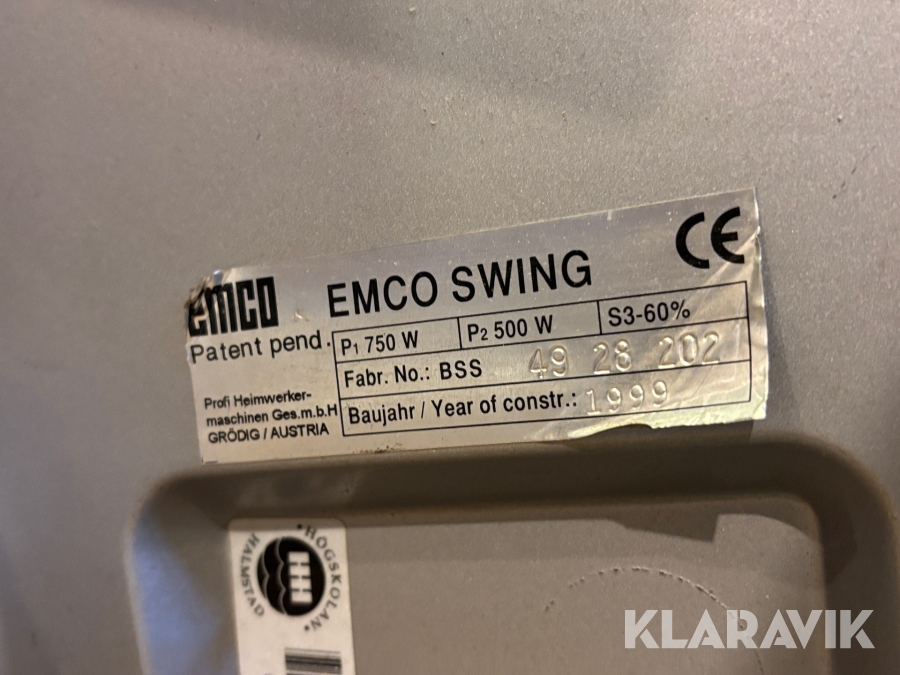 emco
EMCO SWING
CE
Patent pend.
P1 750 W
P2 500 W
S3-60%
Fabr. No.: BSS 49 28 202
Baujahr / Year of constr.: 1999
Profi Heimwerker-
maschinen Ges.m.b.H
GRÖDIG / AUSTRIA
• HÖGSKOLAN •
HALMSTAD
KLARAVIK